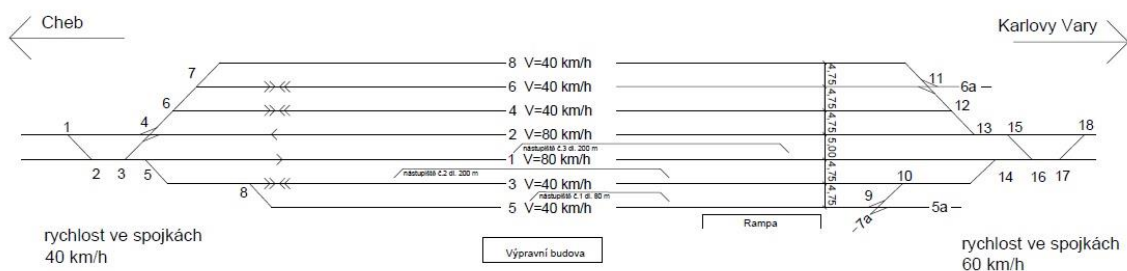 Cheb
Karlovy Vary
8 V=40 km/h
6 V=40 km/h
4 V=40 km/h
2 V=80 km/h
nástupiště č.3 dl. 200 m
1 V=80 km/h
nástupiště č.2 dl. 200 m
3 V=40 km/h
nástupiště č.1 dl. 80 m
5 V=40 km/h
1
2
3
4
5
6
7
8
4,75
4,75
4,75
5,00
4,75
4,75
11
6a
12
13
15
18
14
16
17
10
9
5a
7a
Rampa
Výpravní budova
rychlost ve spojkách
40 km/h
rychlost ve spojkách
60 km/h